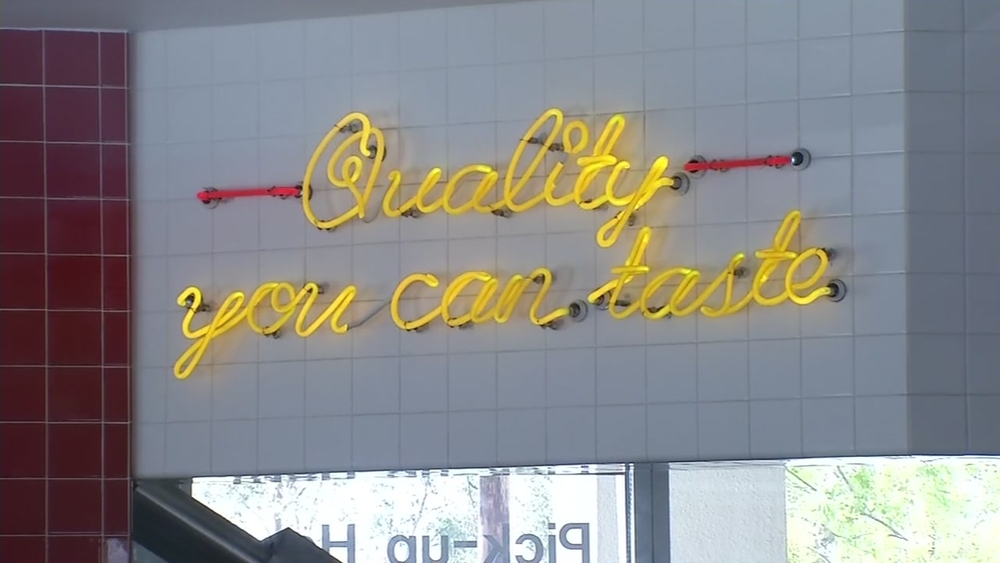 Quality
you can taste
Pick-up H